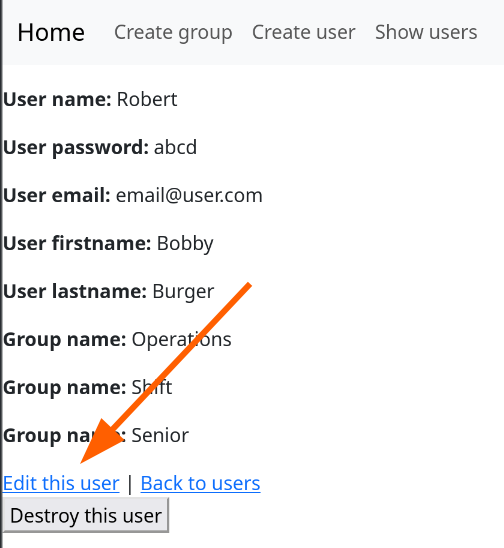 Home Create group Create user Show users
User name: Robert
User password: abcd
User email: email@user.com
User firstname: Bobby
User lastname: Burger
Group name: Operations
Group name: Shift
Group name: Senior
Edit this user | Back to users
Destroy this user